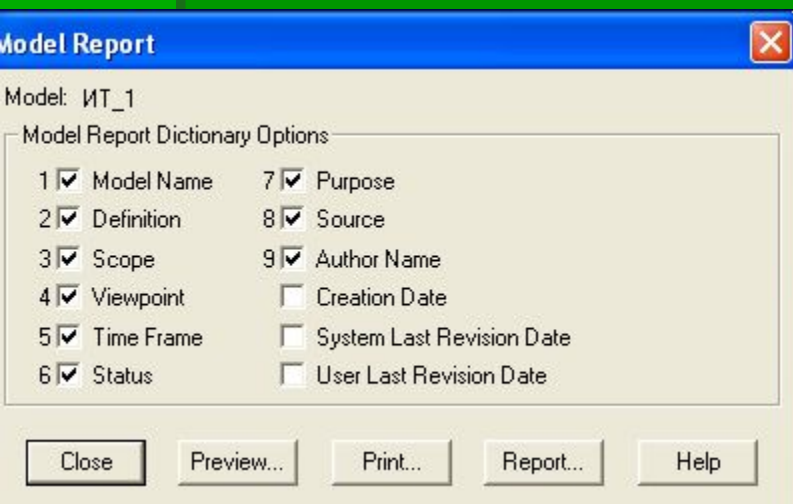 Model Report
Model: ИТ_1
Model Report Dictionary Options
1 Model Name
2 Definition
3 Scope
4 Viewpoint
5 Time Frame
6 Status
7 Purpose
8 Source
9 Author Name
Creation Date
System Last Revision Date
User Last Revision Date
Close Preview... Print... Report... Help